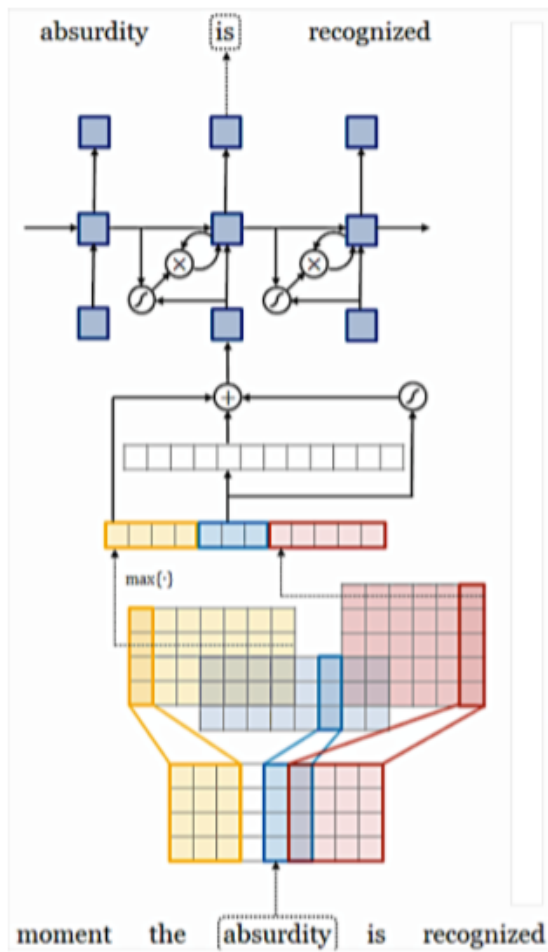 absurdity is recognized
max(·)
moment the absurdity is recognized